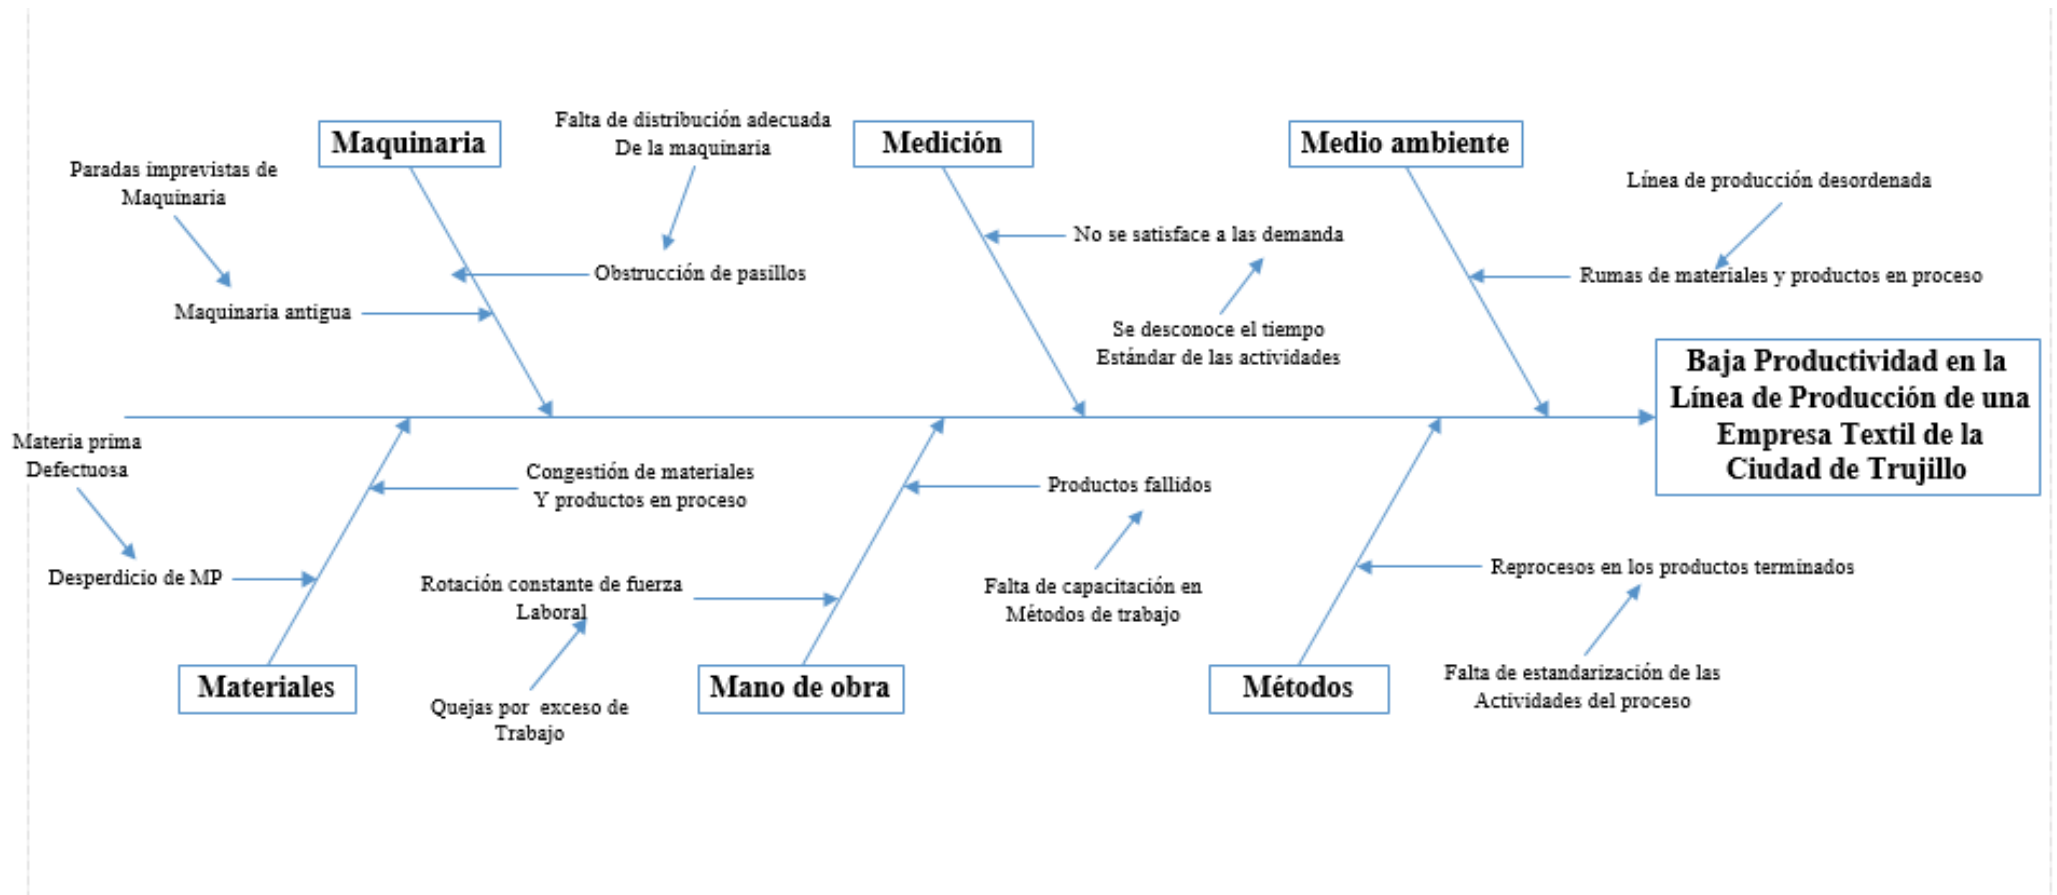 Falta de distribución adecuada
De la maquinaria
Maquinaria
Medición
Medio ambiente
Paradas imprevistas de
Maquinaria
Línea de producción desordenada
No se satisface a las demanda
Obstrucción de pasillos
Rumas de materiales y productos en proceso
Maquinaria antigua
Se desconoce el tiempo
Estándar de las actividades
Baja Productividad en la
Línea de Producción de una
Empresa Textil de la
Ciudad de Trujillo
Materia prima
Defectuosa
Congestión de materiales
Y productos en proceso
Productos fallidos
Desperdicio de MP
Rotación constante de fuerza
Laboral
Falta de capacitación en
Métodos de trabajo
Reprocesos en los productos terminados
Materiales
Mano de obra
Métodos
Quejas por exceso de
Trabajo
Falta de estandarización de las
Actividades del proceso